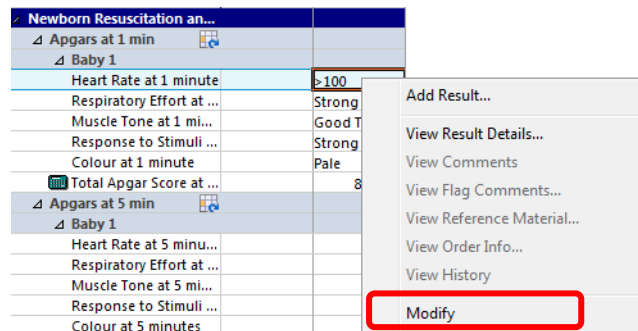 Newborn Resuscitation an...
Apgars at 1 min
Baby 1
Heart Rate at 1 minute >100
Respiratory Effort at ... Strong
Muscle Tone at 1 mi... Good T
Response to Stimuli ... Strong
Colour at 1 minute Pale
Total Apgar Score at ... 8
Apgars at 5 min
Baby 1
Heart Rate at 5 minu...
Respiratory Effort at ...
Muscle Tone at 5 mi...
Response to Stimuli ...
Colour at 5 minutes
Add Result...
View Result Details...
View Comments
View Flag Comments...
View Reference Material...
View Order Info...
View History
Modify